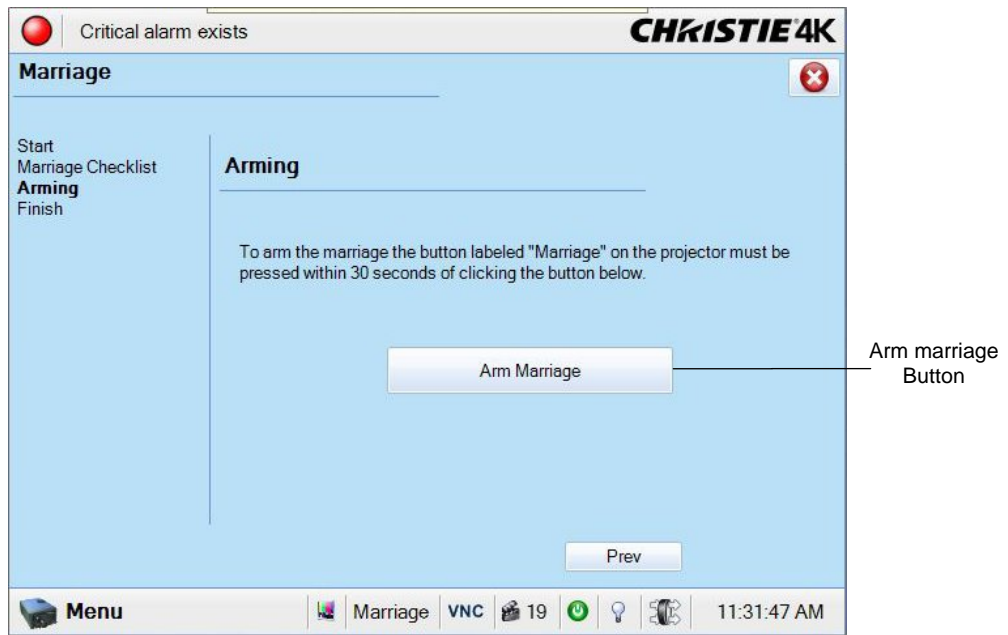 Critical alarm exists
CHRISTIE 4K
Marriage
Start
Marriage Checklist
Arming
Finish
Arming
To arm the marriage the button labeled "Marriage" on the projector must be
pressed within 30 seconds of clicking the button below.
Arm Marriage
Arm marriage
Button
Prev
Menu
Marriage
VNC
19
11:31:47 AM